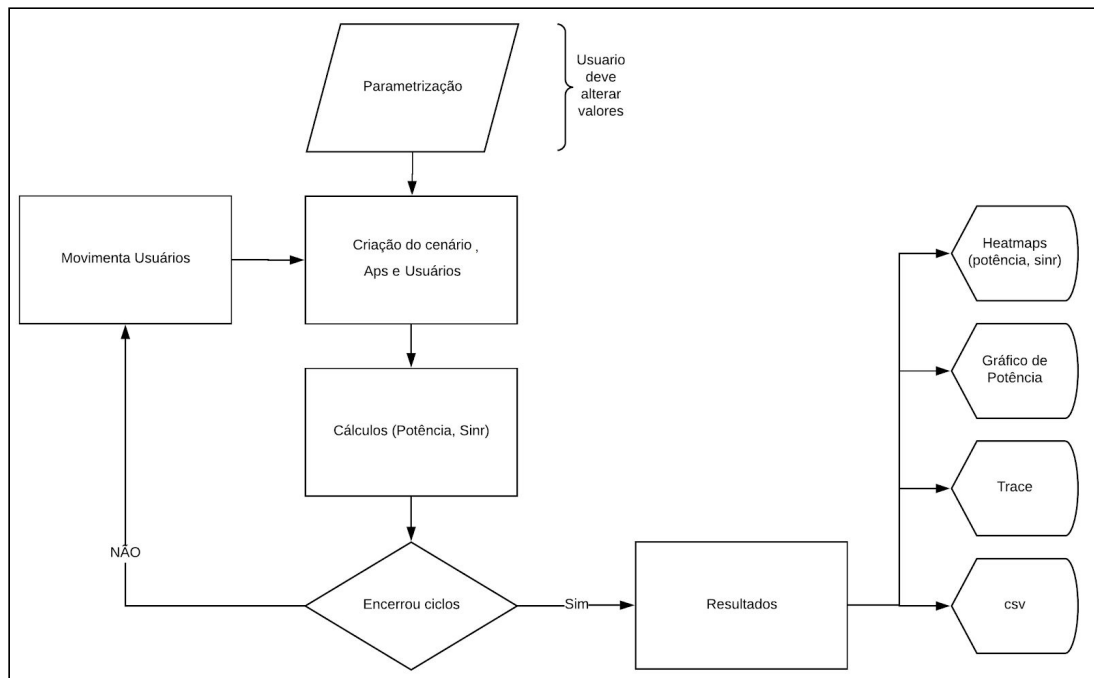 Parametrização
Usuario
deve
alterar
valores
Movimenta Usuários
Criação do cenário ,
Aps e Usuários
Cálculos (Potência, Sinr)
NÃO
Encerrou ciclos
Sim
Resultados
Heatmaps
(potência, sinr)
Gráfico de
Potência
Trace
csv